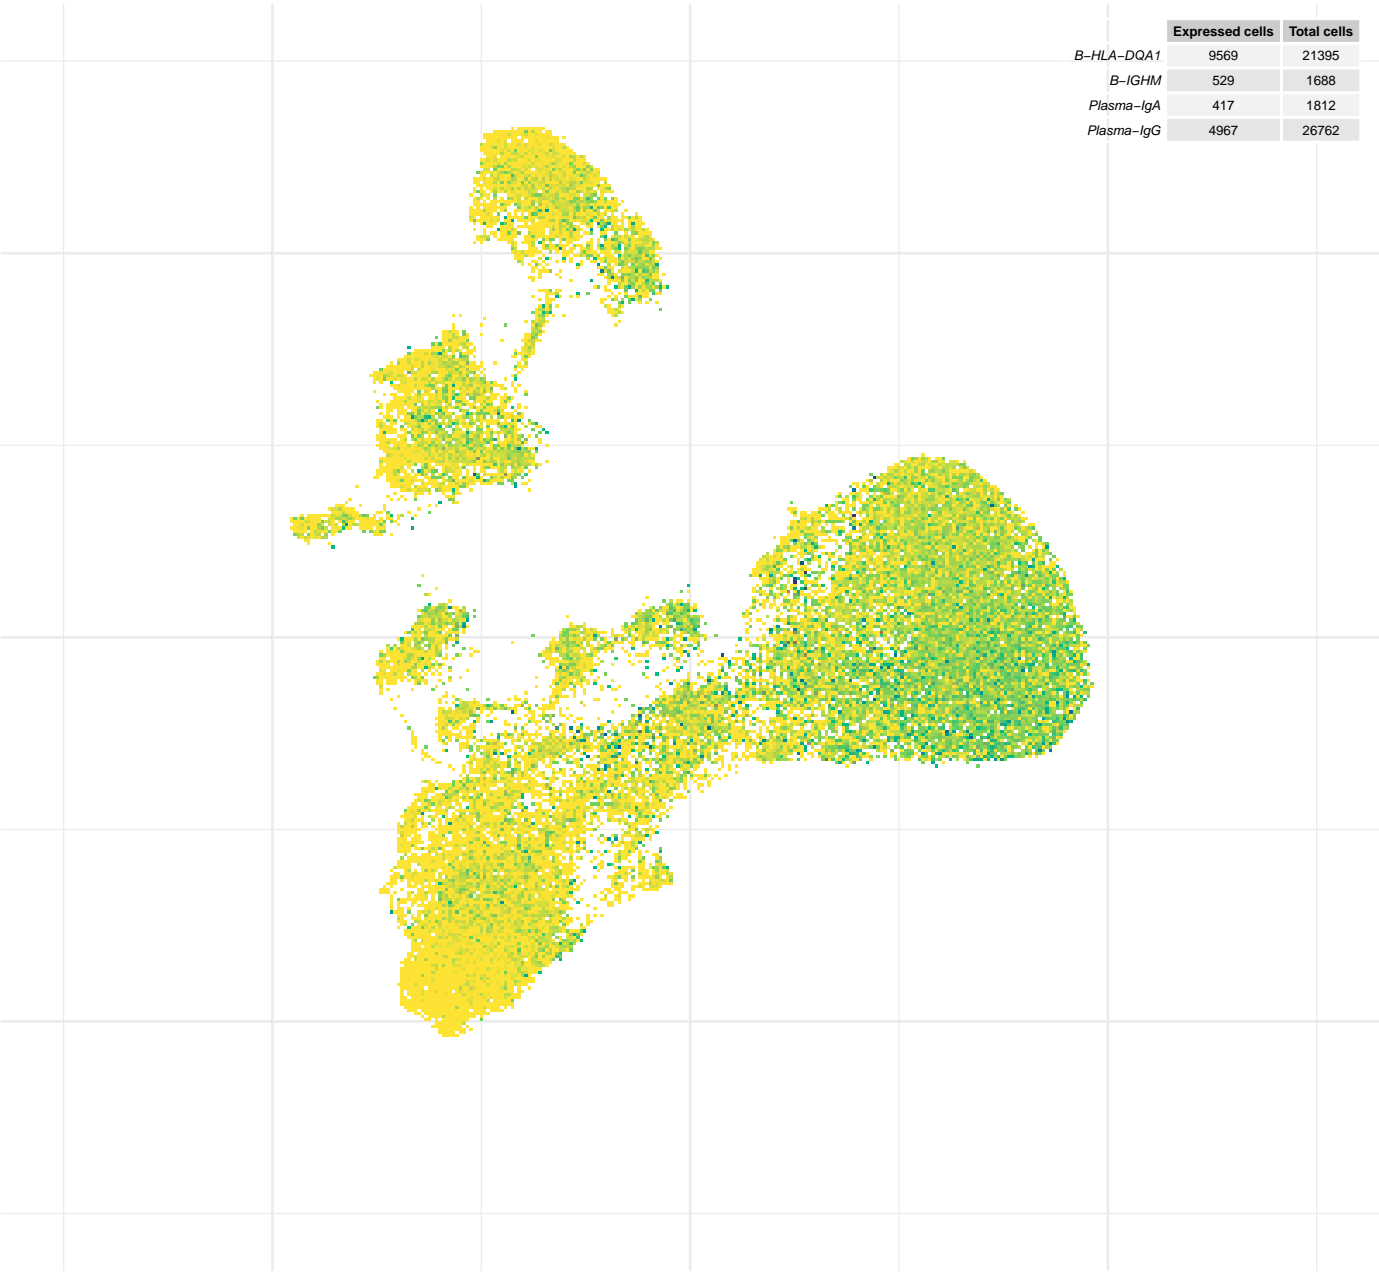 Expressed cells Total cells
B−HLA−DQA1 9569 21395
B−IGHM 529 1688
Plasma−IgA 417 1812
Plasma−IgG 4967 26762